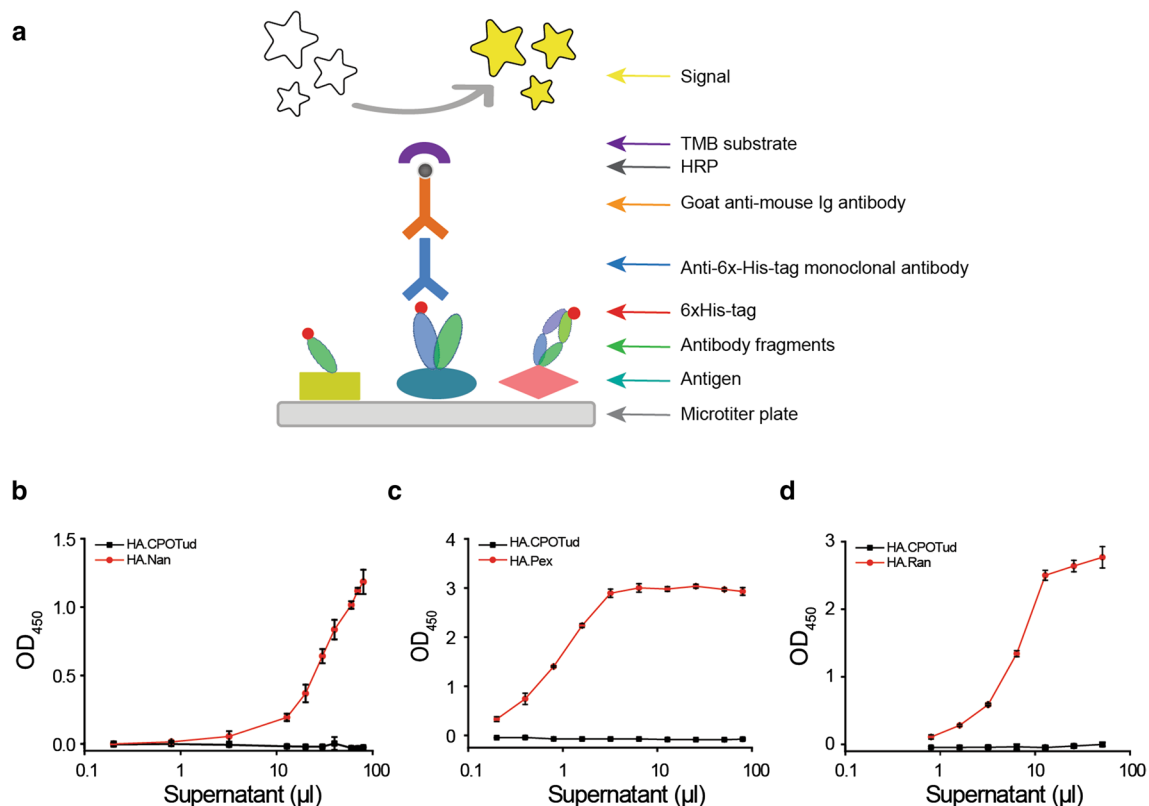 a
Signal
TMB substrate
HRP
Goat anti-mouse Ig antibody
Anti-6x-His-tag monoclonal antibody
6xHis-tag
Antibody fragments
Antigen
Microtiter plate
b
HA.CPOTud
HA.Nan
1.5
1.0
0.5
0.0
OD450
0.1
1
10
100
Supernatant (µl)
c
HA.CPOTud
HA.Pex
4
3
2
1
0
OD450
1
10
100
Supernatant (µl)
d
HA.CPOTud
HA.Ran
3
2
1
0
OD450
0.1
1
10
100
Supernatant (µl)